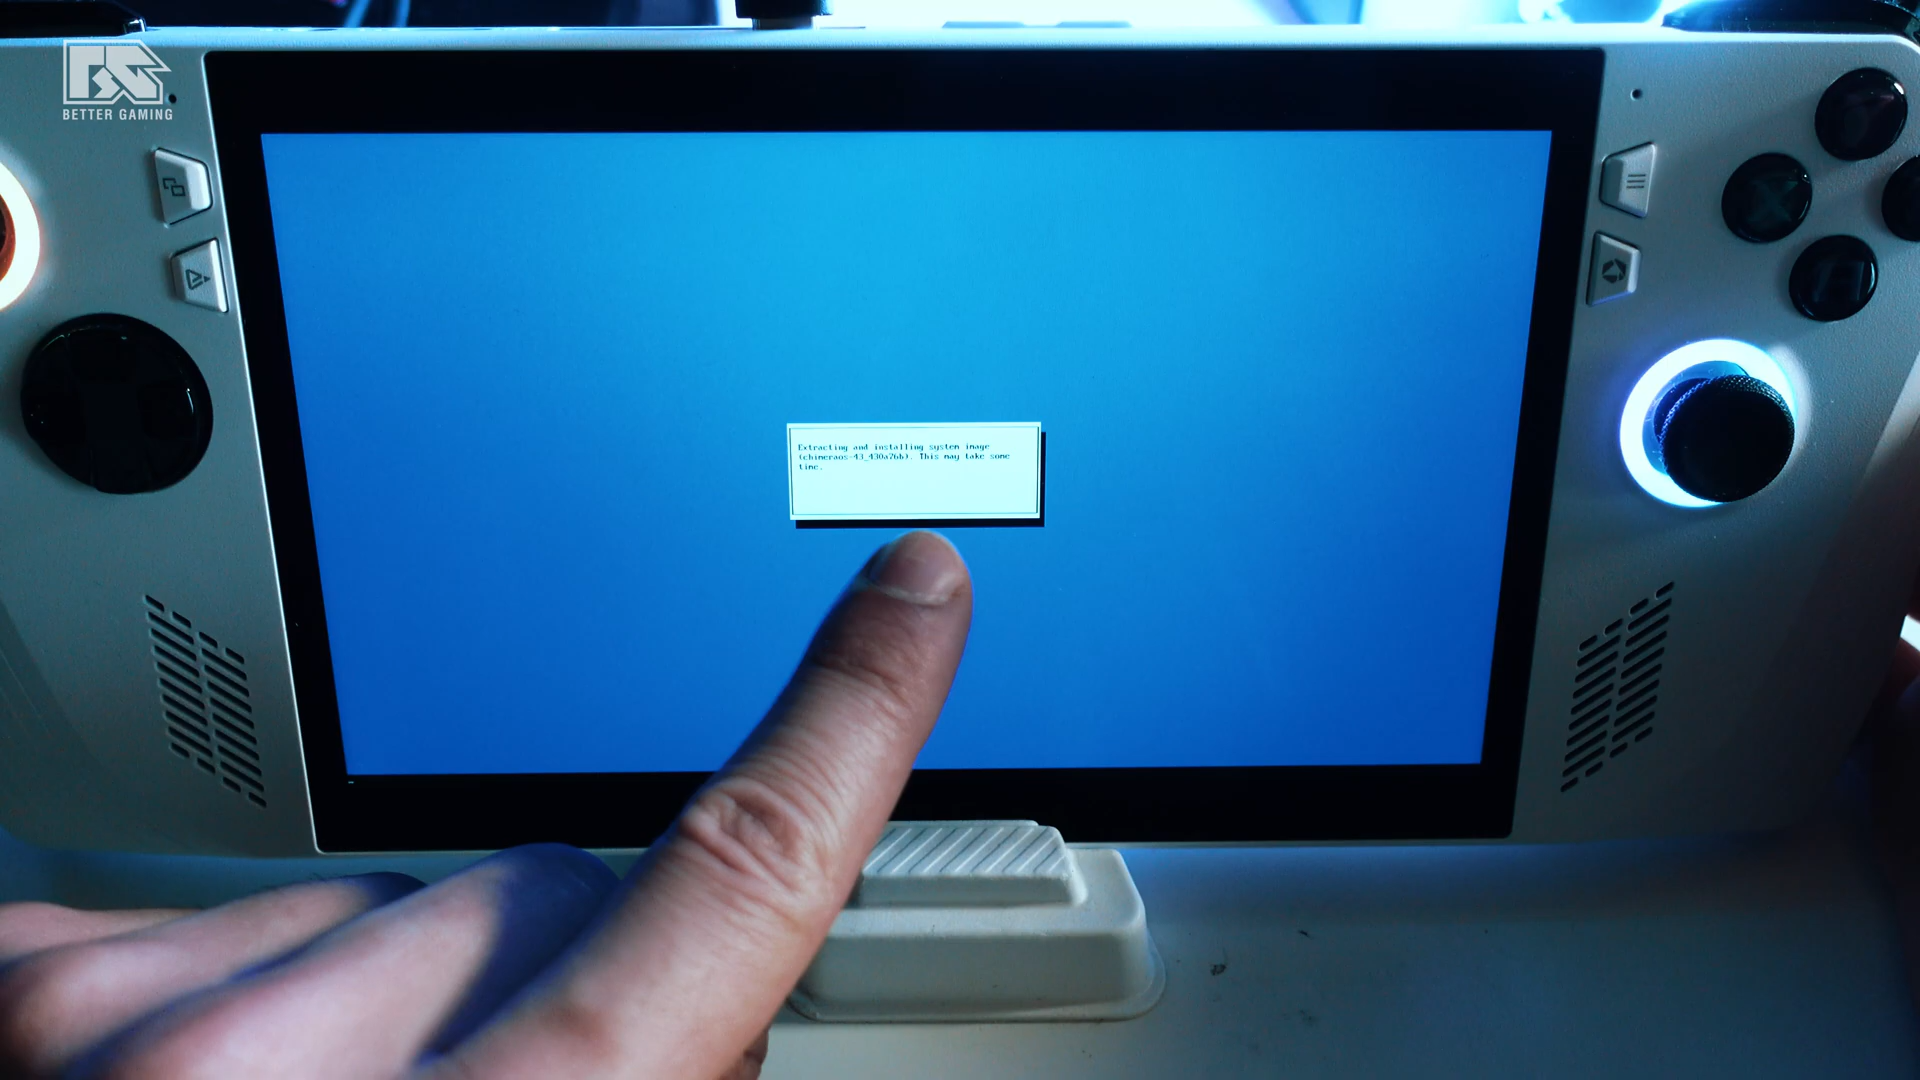 BETTER GAMING
Extracting and installing system image
(chimeraos-43_430a76b). This may take some
time.